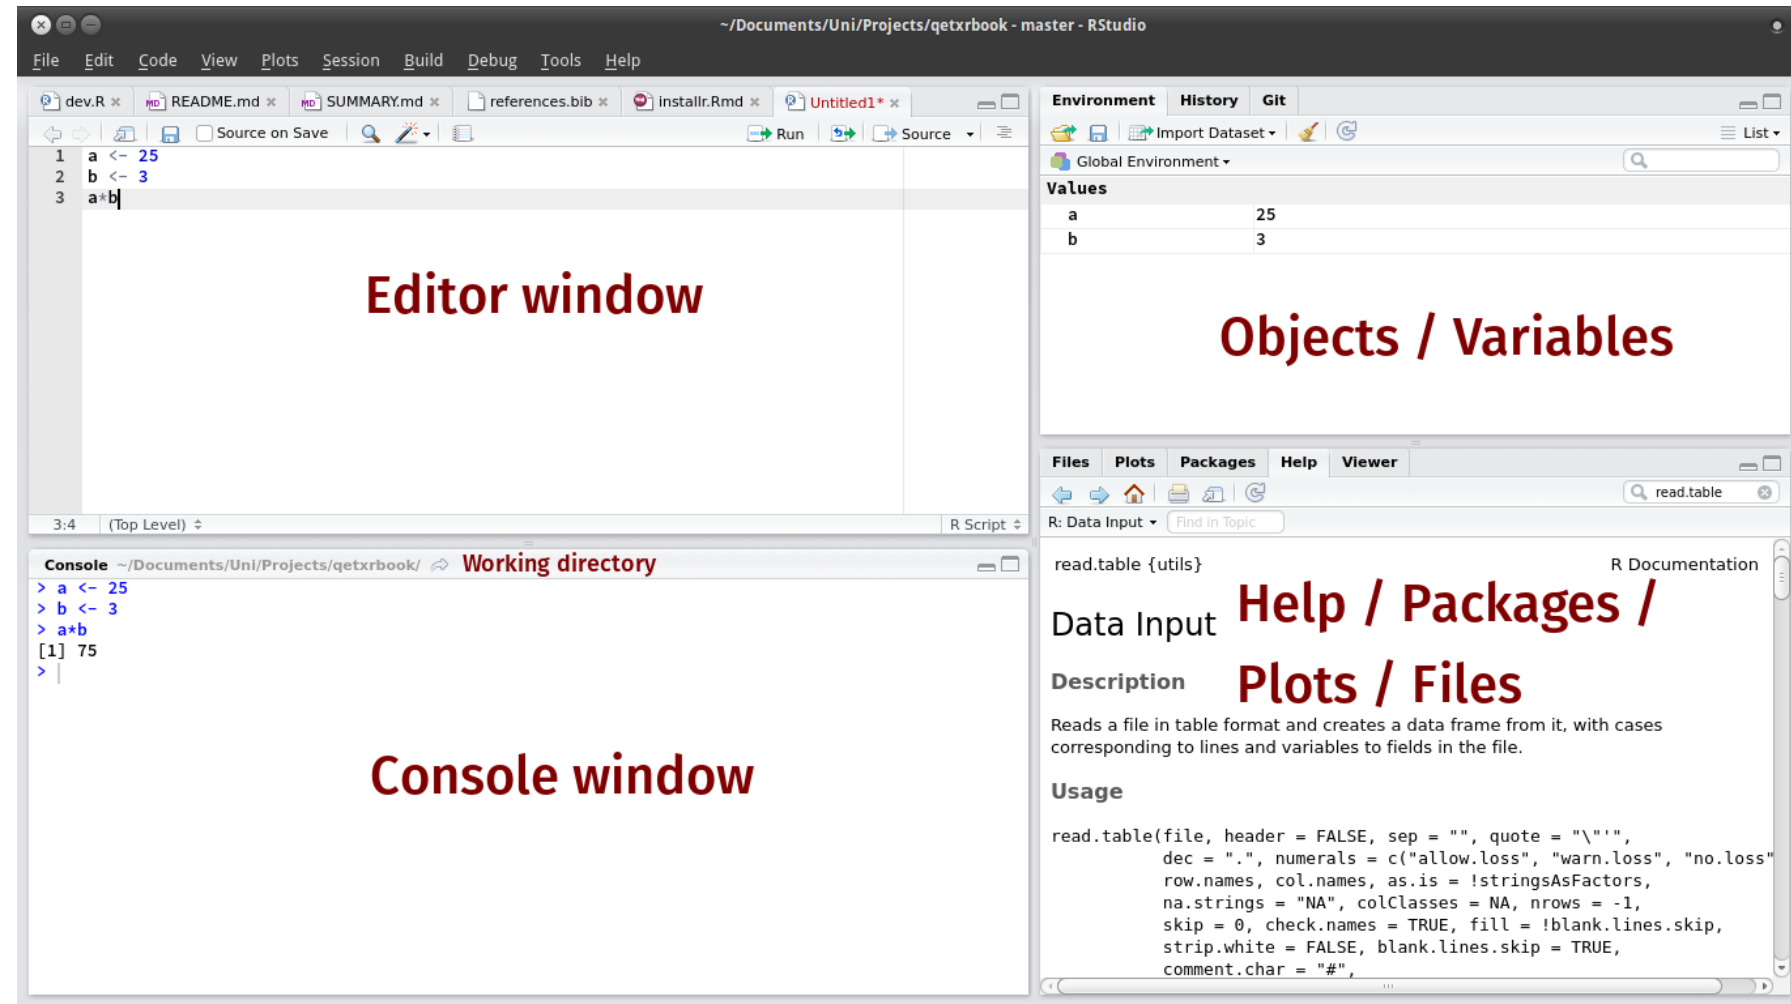 ~/Documents/Uni/Projects/qetxrbook - master - RStudio
File Edit Code View Plots Session Build Debug Tools Help
dev.R README.md SUMMARY.md references.bib installr.Rmd Untitled1*
Source on Save Run Source
1 a <- 25
2 b <- 3
3 a*b
Editor window
3:4 (Top Level) R Script
Console ~/Documents/Uni/Projects/qetxrbook/ Working directory
> a <- 25
> b <- 3
> a*b
[1] 75
>
Console window
Environment History Git
Import Dataset List
Global Environment
Values
a 25
b 3
Objects / Variables
Files Plots Packages Help Viewer
read.table
R: Data Input Find in Topic
read.table {utils} R Documentation
Data Input
Help / Packages /
Plots / Files
Description
Reads a file in table format and creates a data frame from it, with cases
corresponding to lines and variables to fields in the file.
Usage
read.table(file, header = FALSE, sep = "", quote = "\"'",
dec = ".", numerals = c("allow.loss", "warn.loss", "no.loss"
row.names, col.names, as.is = !stringsAsFactors,
na.strings = "NA", colClasses = NA, nrows = -1,
skip = 0, check.names = TRUE, fill = !blank.lines.skip,
strip.white = FALSE, blank.lines.skip = TRUE,
comment.char = "#",